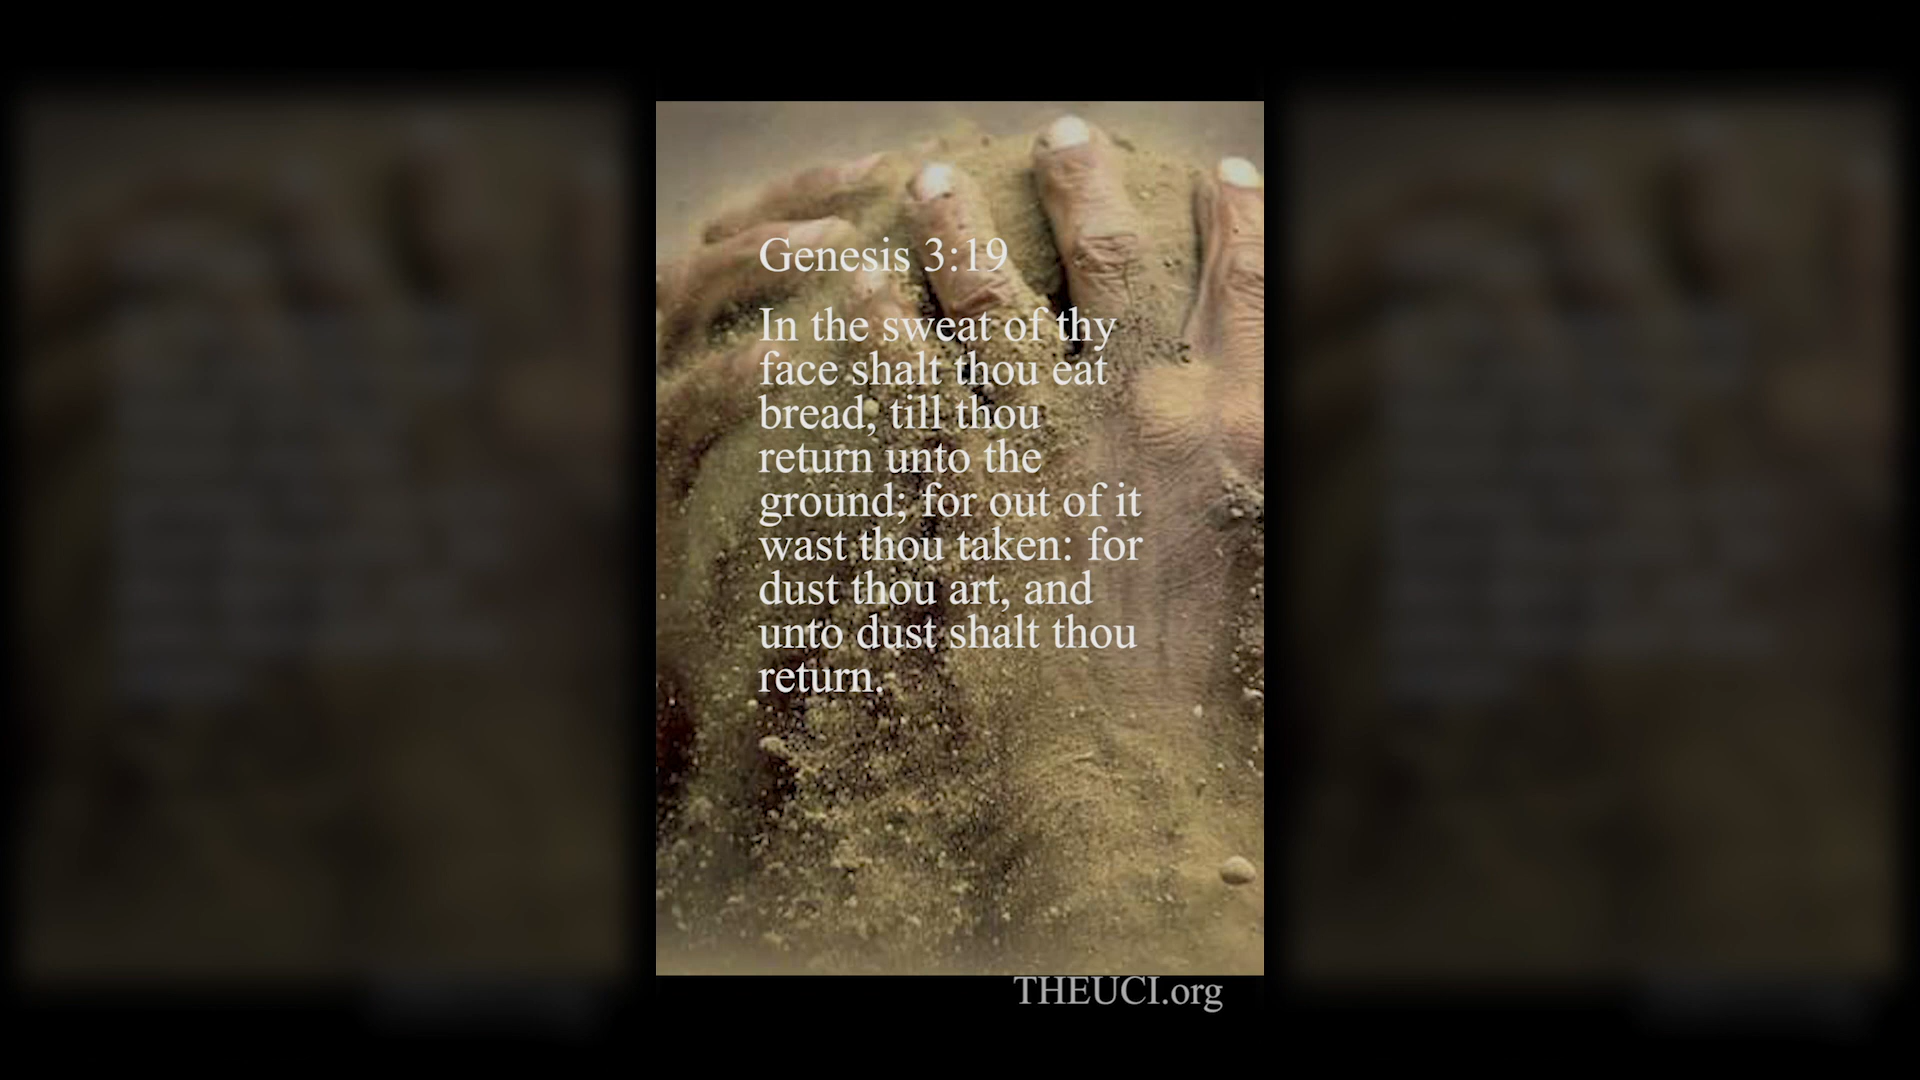 Genesis 3:19
In the sweat of thy
face shalt thou eat
bread, till thou
return unto the
ground; for out of it
wast thou taken: for
dust thou art, and
unto dust shalt thou
return.
THEUCI.org